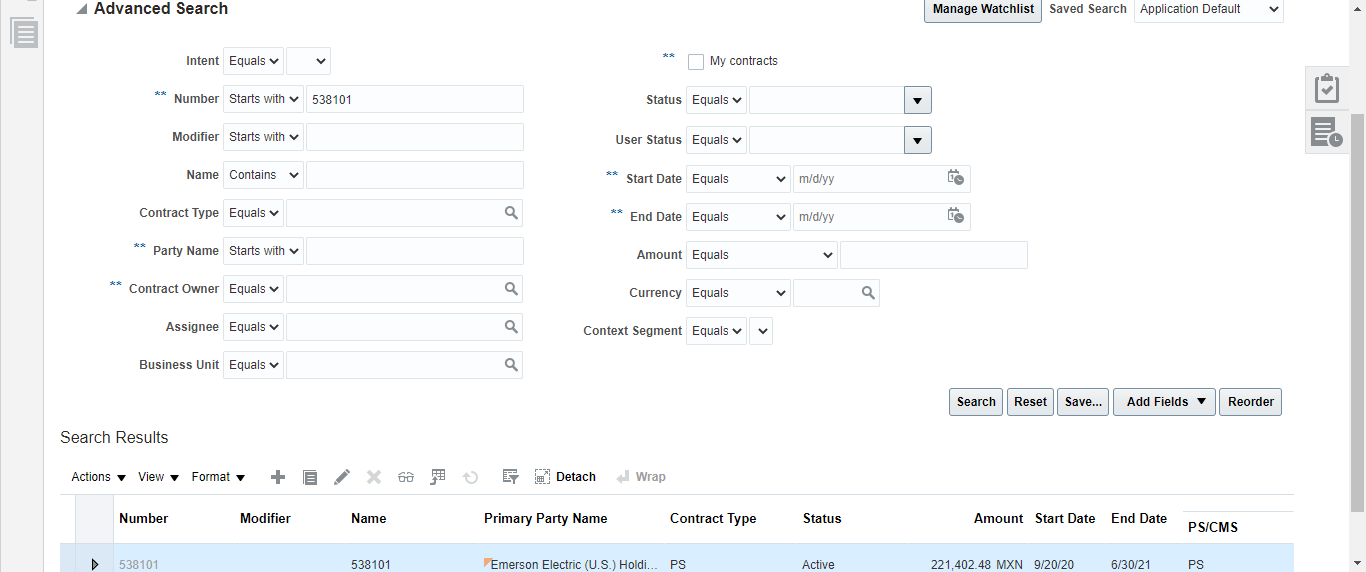 Advanced Search
Manage Watchlist Saved Search Application Default
Intent Equals
** My contracts
** Number Starts with 538101
Status Equals
Modifier Starts with
User Status Equals
Name Contains
** Start Date Equals m/d/yy
Contract Type Equals
** End Date Equals m/d/yy
** Party Name Starts with
Amount Equals
** Contract Owner Equals
Currency Equals
Assignee Equals
Context Segment Equals
Business Unit Equals
Search Reset Save... Add Fields Reorder
Search Results
Actions View Format Detach Wrap
Number Modifier Name Primary Party Name Contract Type Status Amount Start Date End Date PS/CMS
538101 538101 Emerson Electric (U.S.) Holdi... PS Active 221,402.48 MXN 9/20/20 6/30/21 PS